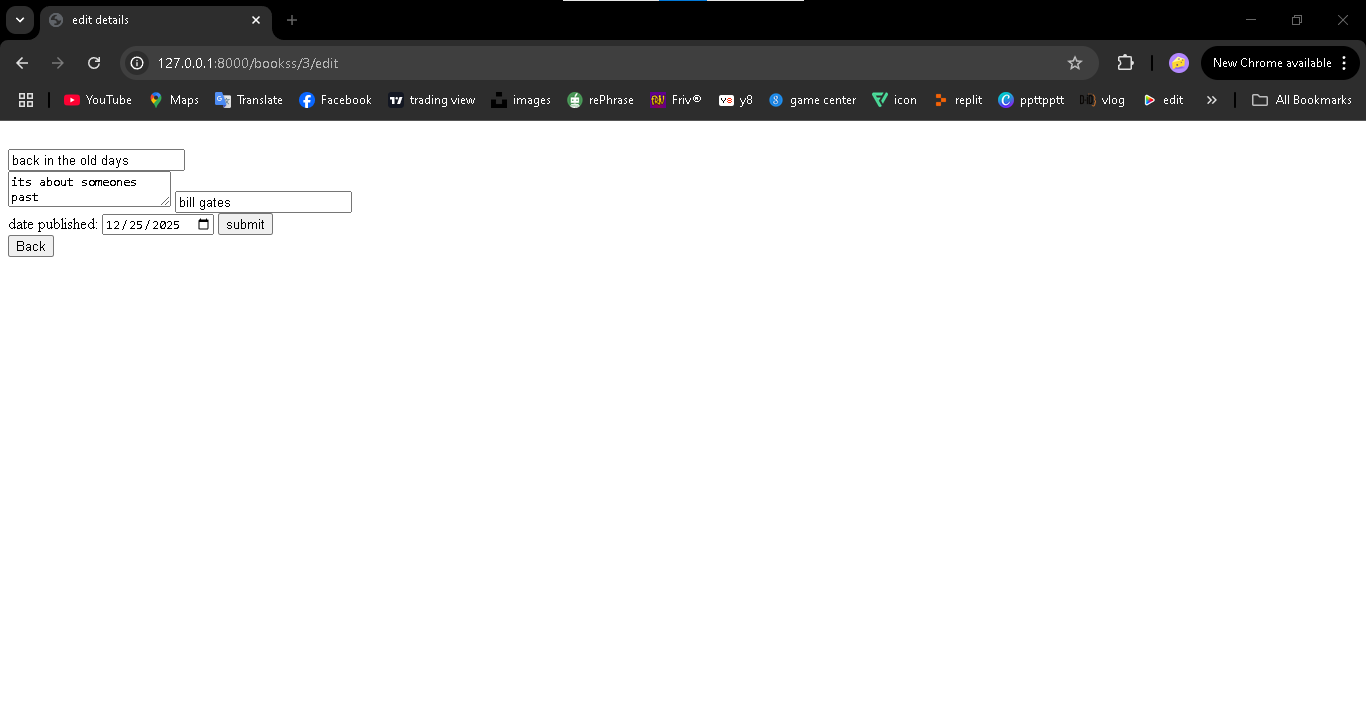 edit details
127.0.0.1:8000/bookss/3/edit
New Chrome available
YouTube Maps Translate Facebook trading view images rePhrase Friv® y8 game center icon replit ppttpptt vlog edit All Bookmarks
back in the old days
its about someones
past
bill gates
date published: 12/25/2025 submit
Back